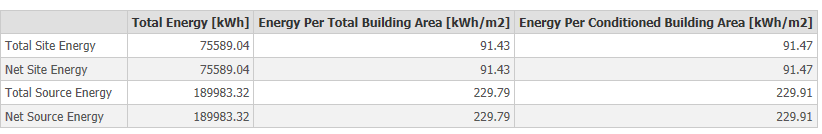 Total Energy [kWh] Energy Per Total Building Area [kWh/m2] Energy Per Conditioned Building Area [kWh/m2]
Total Site Energy 75589.04 91.43 91.47
Net Site Energy 75589.04 91.43 91.47
Total Source Energy 189983.32 229.79 229.91
Net Source Energy 189983.32 229.79 229.91